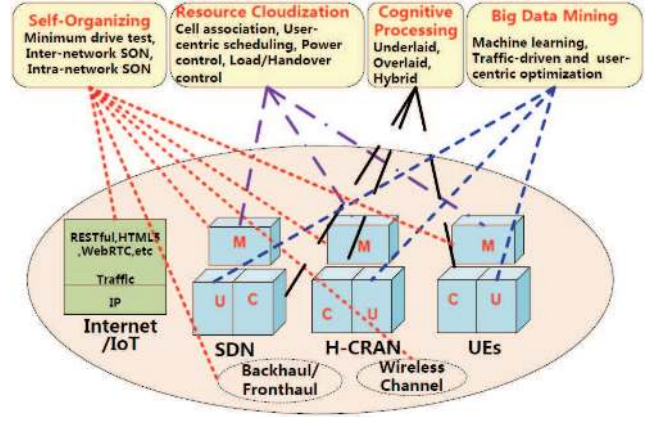 Self-Organizing
Minimum drive test,
Inter-network SON,
Intra-network SON
Resource Cloudization
Cell association, User-
centric scheduling, Power
control, Load/Handover
control
Cognitive
Processing
Underlaid,
Overlaid,
Hybrid
Big Data Mining
Machine learning,
Traffic-driven and user-
centric optimization
RESTful,HTML5
,WebRTC,etc
Traffic
IP
Internet
/IoT
M
U C
SDN
M
C U
H-CRAN
M
C U
UEs
Backhaul/
Fronthaul
Wireless
Channel